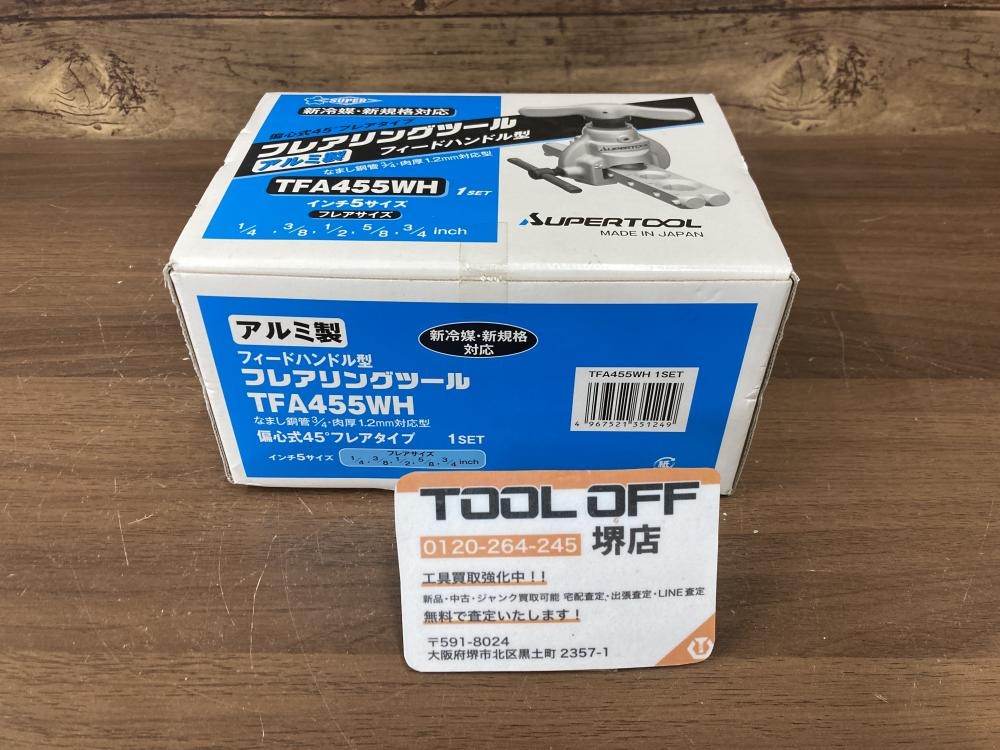 SUPER
新冷媒・新規格対応
偏心式45°フレアタイプ
フレアリングツール
アルミ製 フィードハンドル型
なまし銅管3/4・肉厚1.2mm対応型
TFA455WH 1SET
インチ5サイズ
フレアサイズ
1/4, 3/8, 1/2, 5/8, 3/4 inch
SUPERTOOL
SUPERTOOL
MADE IN JAPAN
アルミ製
新冷媒・新規格
対応
フィードハンドル型
フレアリングツール
TFA455WH
なまし銅管3/4・肉厚1.2mm対応型
偏心式45°フレアタイプ 1SET
インチ5サイズ
フレアサイズ
1/4, 3/8, 1/2, 5/8, 3/4 inch
TFA455WH 1SET
4 967521 351249
紙
TOOL OFF
0120-264-245 堺店
工具買取強化中!!
新品・中古・ジャンク買取可能 宅配査定・出張査定・LINE査定
無料で査定いたします!
〒591-8024
大阪府堺市北区黒土町 2357-1